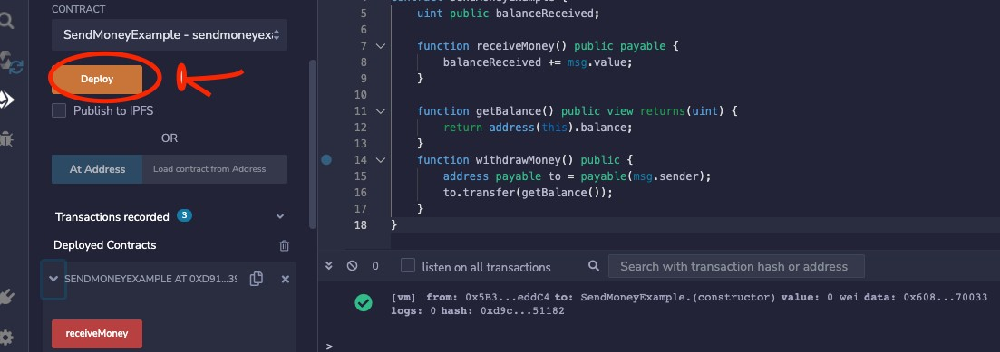 CONTRACT
SendMoneyExample - sendmoneyex
Deploy
Publish to IPFS
OR
At Address
Load contract from Address
Transactions recorded 3
Deployed Contracts
SENDMONEYEXAMPLE AT 0XD91...39
receiveMoney
5 uint public balanceReceived;
6
7 function receiveMoney() public payable {
8 balanceReceived += msg.value;
9 }
10
11 function getBalance() public view returns(uint) {
12 return address(this).balance;
13 }
14 function withdrawMoney() public {
15 address payable to = payable(msg.sender);
16 to.transfer(getBalance());
17 }
18 }
0 listen on all transactions Search with transaction hash or address
[vm] from: 0x5B3...eddC4 to: SendMoneyExample.(constructor) value: 0 wei data: 0x608...70033
logs: 0 hash: 0xd9c...51182
>